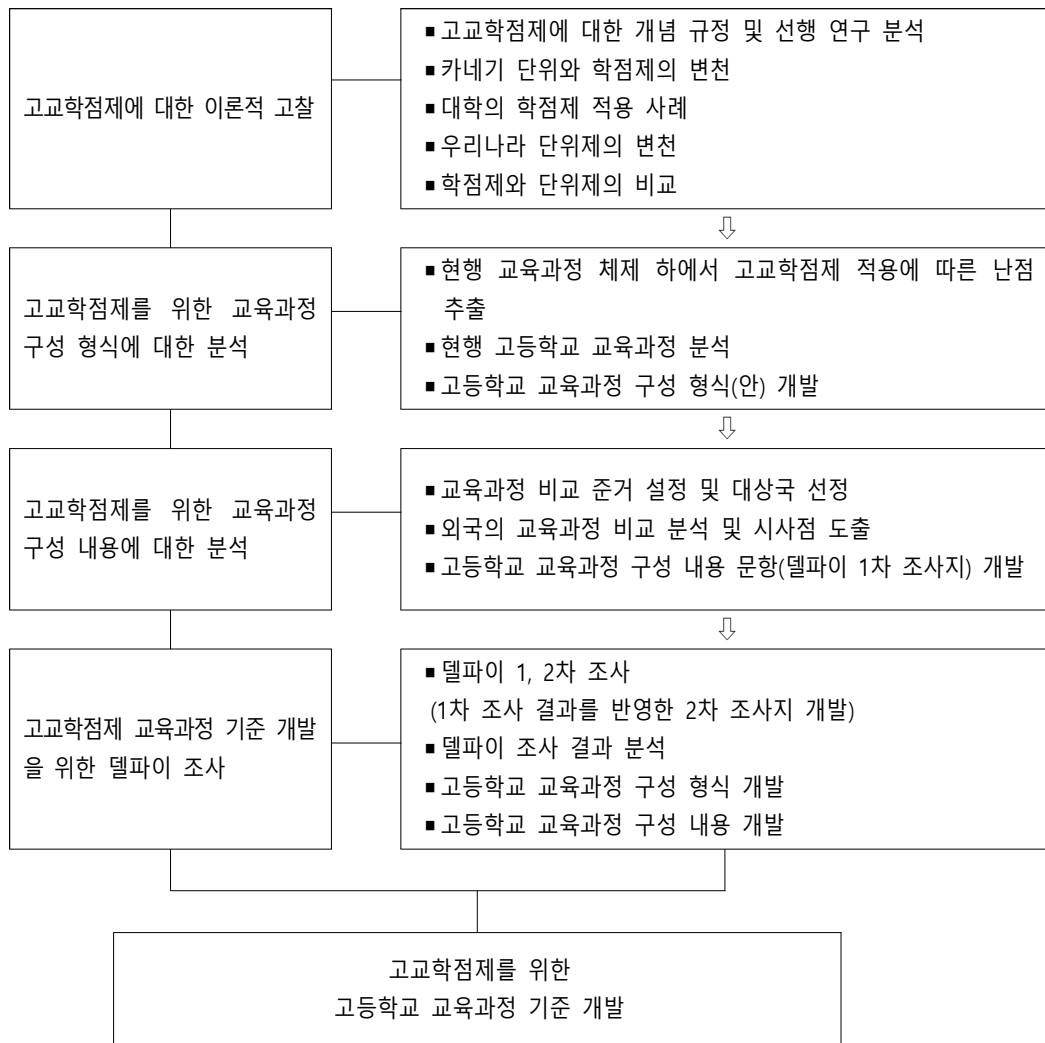 고교학점제에 대한 이론적 고찰
■ 고교학점제에 대한 개념 규정 및 선행 연구 분석
■ 카네기 단위와 학점제의 변천
■ 대학의 학점제 적용 사례
■ 우리나라 단위제의 변천
■ 학점제와 단위제의 비교
⇩
고교학점제를 위한 교육과정
구성 형식에 대한 분석
■ 현행 교육과정 체제 하에서 고교학점제 적용에 따른 난점
추출
■ 현행 고등학교 교육과정 분석
■ 고등학교 교육과정 구성 형식(안) 개발
⇩
고교학점제를 위한 교육과정
구성 내용에 대한 분석
■ 교육과정 비교 준거 설정 및 대상국 선정
■ 외국의 교육과정 비교 분석 및 시사점 도출
■ 고등학교 교육과정 구성 내용 문항(델파이 1차 조사지) 개발
⇩
고교학점제 교육과정 기준 개발
을 위한 델파이 조사
■ 델파이 1, 2차 조사
(1차 조사 결과를 반영한 2차 조사지 개발)
■ 델파이 조사 결과 분석
■ 고등학교 교육과정 구성 형식 개발
■ 고등학교 교육과정 구성 내용 개발
고교학점제를 위한
고등학교 교육과정 기준 개발